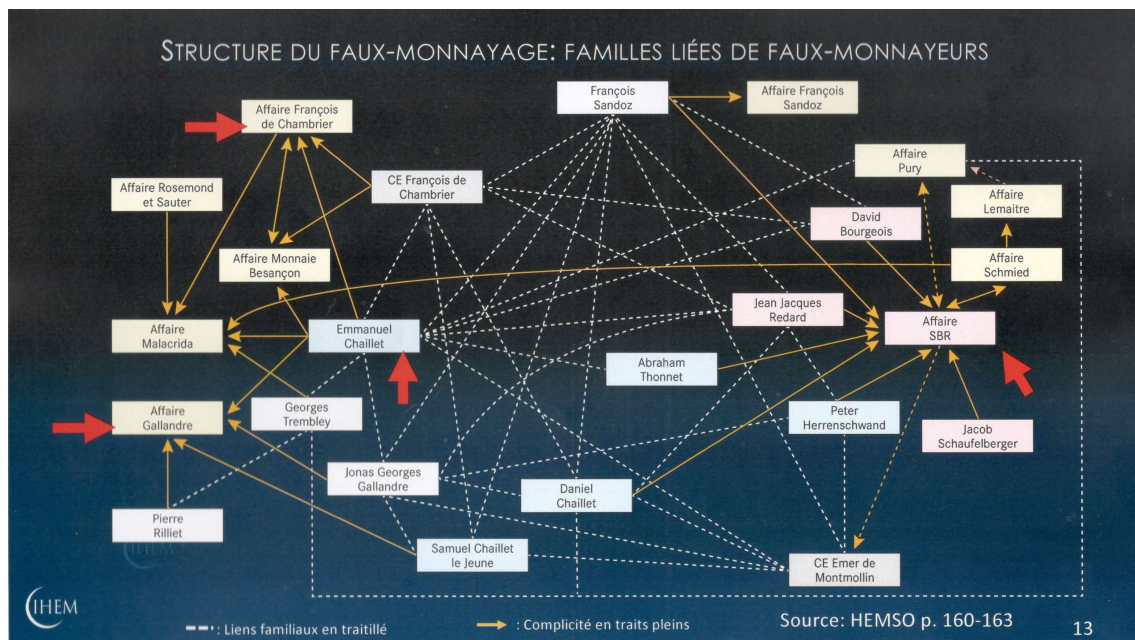 STRUCTURE DU FAUX-MONNAYAGE: FAMILLES LIÉES DE FAUX-MONNAYEURS
François
Sandoz
Affaire François
Sandoz
Affaire François
de Chambrier
Affaire
Pury
CE François de
Chambrier
Affaire Rosemond
et Sauter
Affaire
Lemaitre
David
Bourgeois
Affaire Monnaie
Besançon
Affaire
Schmied
Jean Jacques
Redard
Affaire
Malacrida
Emmanuel
Chaillet
Affaire
SBR
Abraham
Thonnet
Affaire
Gallandre
Georges
Trembley
Peter
Herrenschwand
Jacob
Schaufelberger
Jonas Georges
Gallandre
Daniel
Chaillet
Pierre
Rilliet
IHEM
Samuel Chaillet
le Jeune
CE Emer de
Montmollin
IHEM
: Liens familiaux en traitillé
: Complicité en traits pleins
Source: HEMSO p. 160-163
13